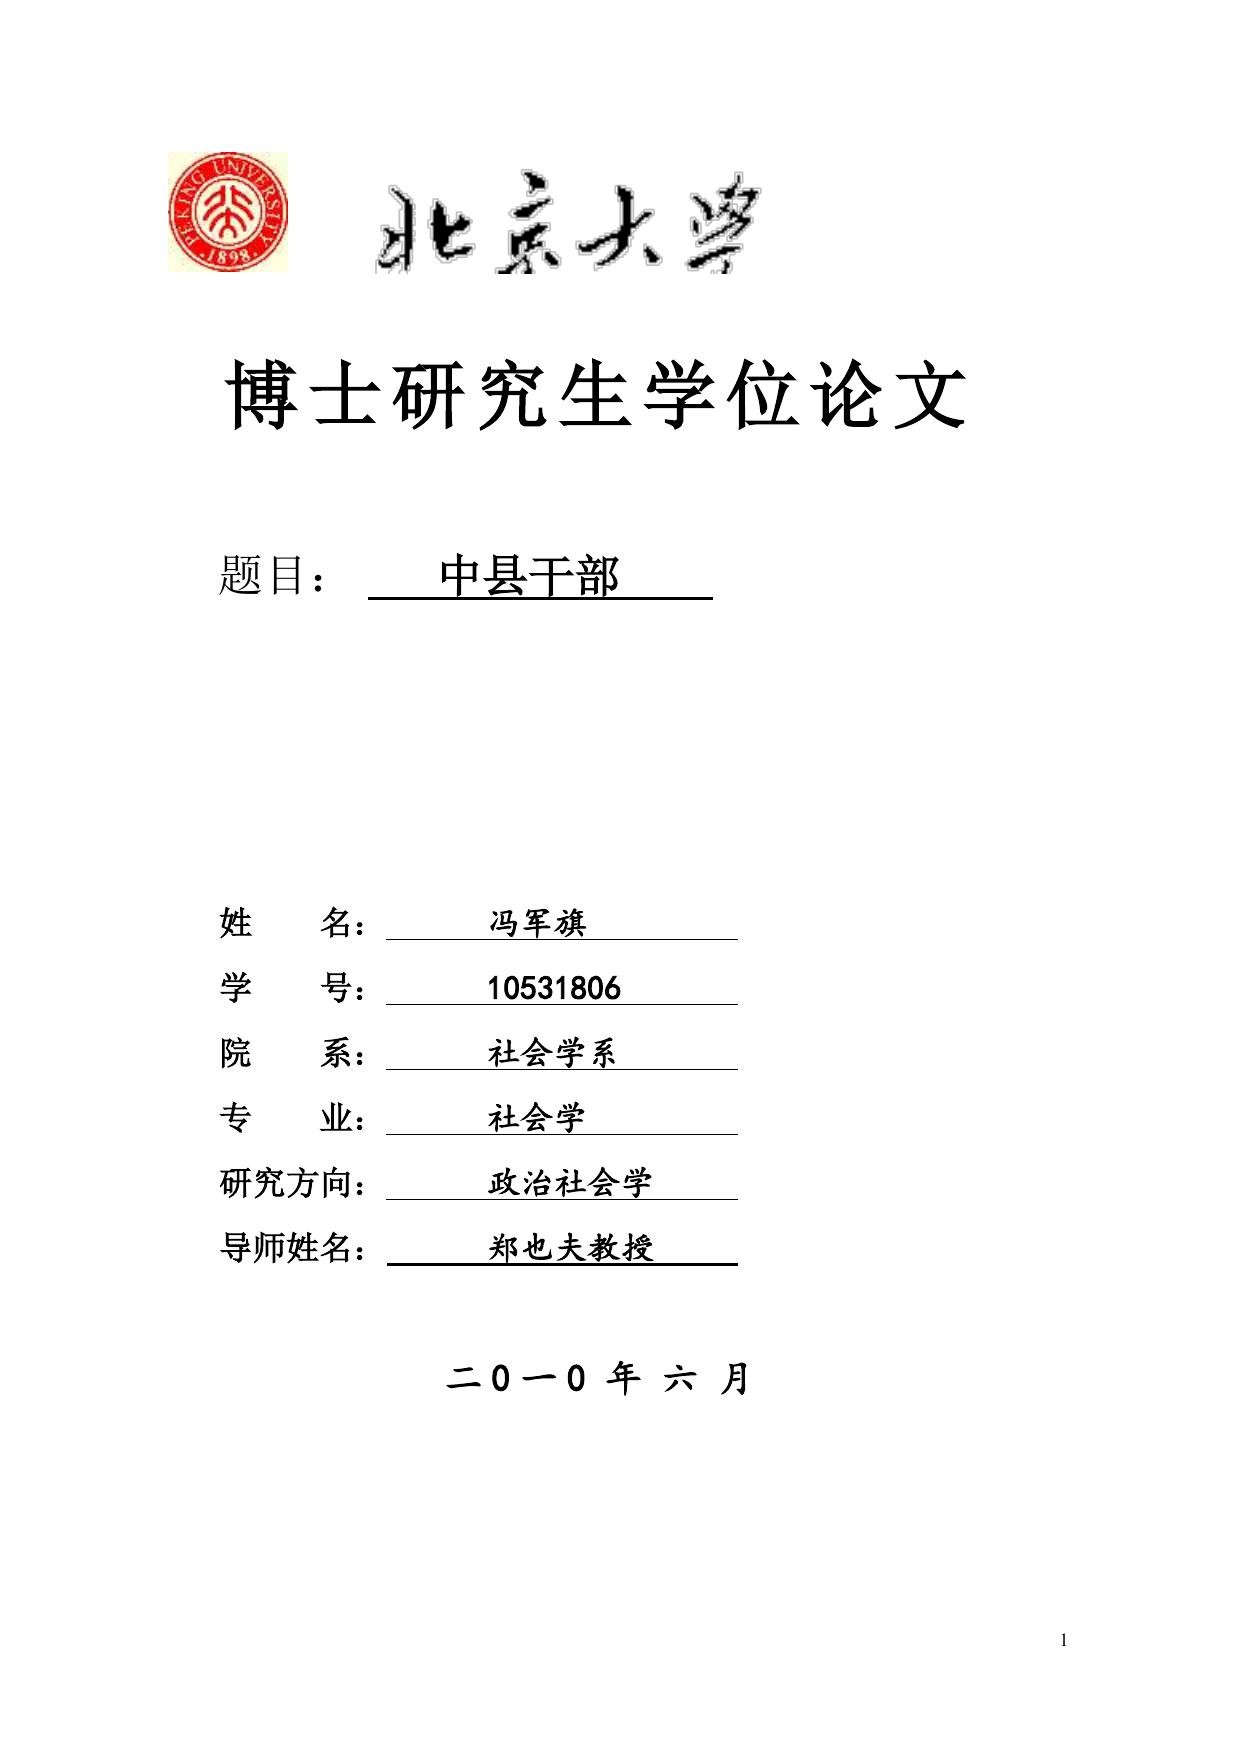 PEKING UNIVERSITY
·1898·
北京大学
博士研究生学位论文
题目： 中县干部
姓 名： 冯军旗
学 号： 10531806
院 系： 社会学系
专 业： 社会学
研究方向： 政治社会学
导师姓名： 郑也夫教授
二0一0 年 六 月
1